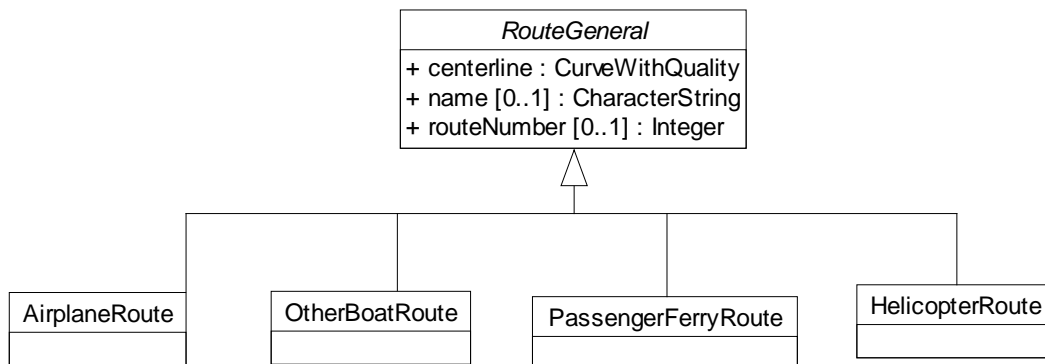 RouteGeneral
+ centerline : CurveWithQuality
+ name [0..1] : CharacterString
+ routeNumber [0..1] : Integer
AirplaneRoute
OtherBoatRoute
PassengerFerryRoute
HelicopterRoute